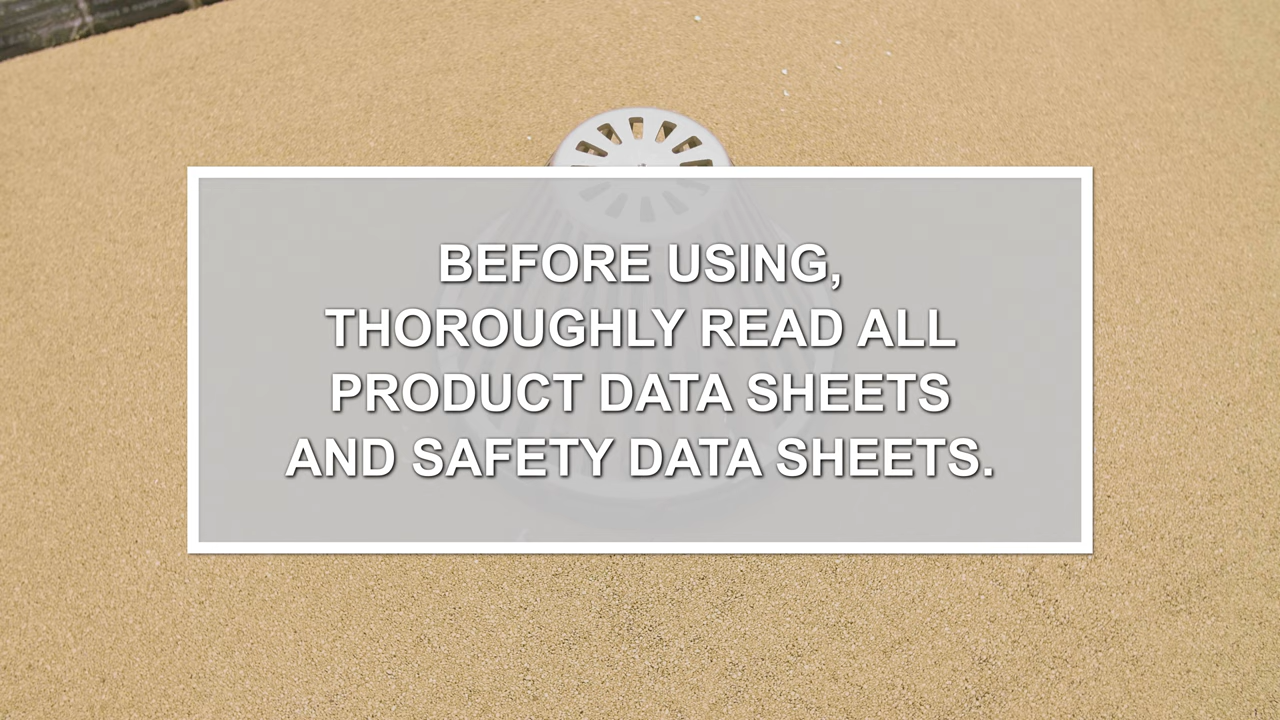 BEFORE USING,
THOROUGHLY READ ALL
PRODUCT DATA SHEETS
AND SAFETY DATA SHEETS.